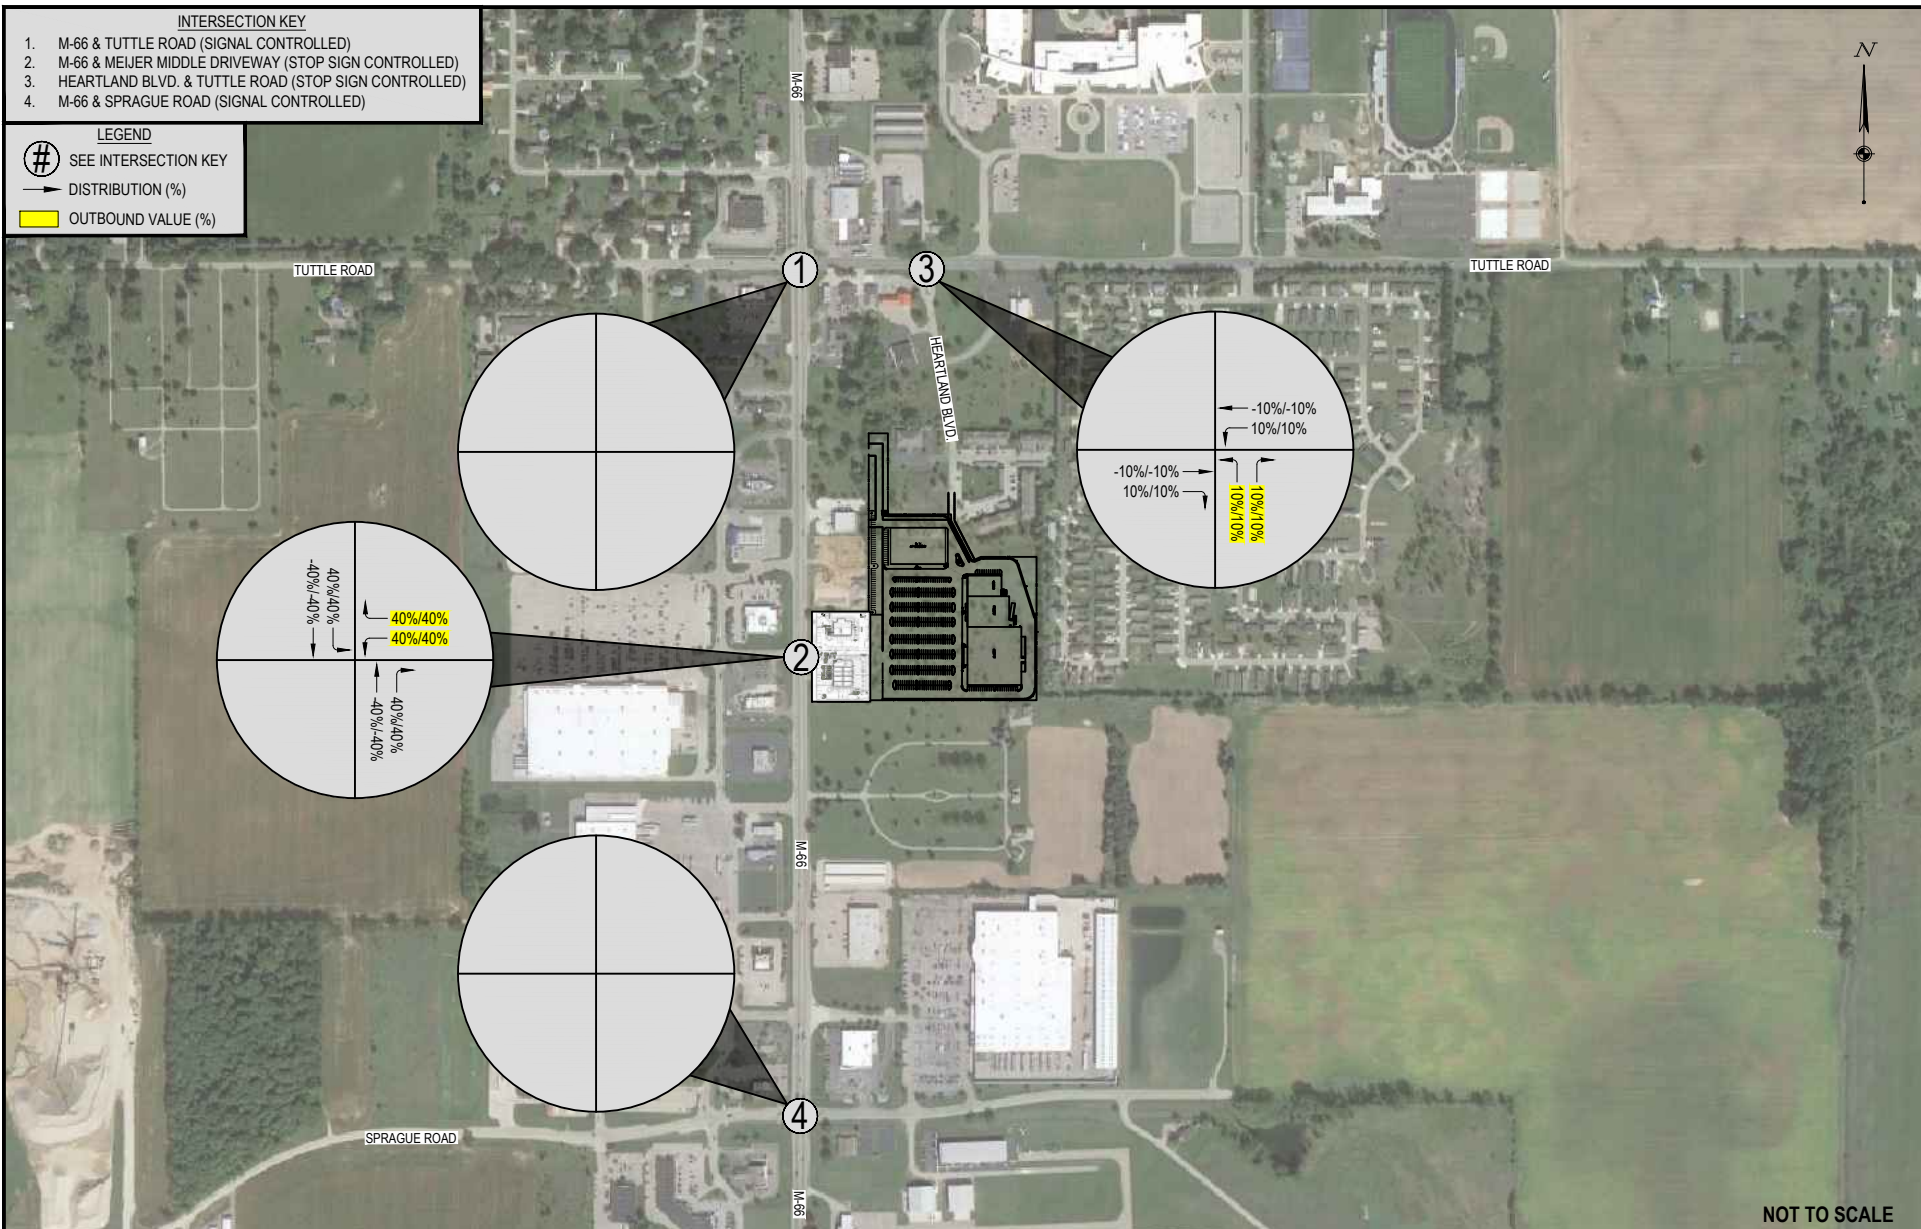 INTERSECTION KEY
1. M-66 & TUTTLE ROAD (SIGNAL CONTROLLED)
2. M-66 & MEIJER MIDDLE DRIVEWAY (STOP SIGN CONTROLLED)
3. HEARTLAND BLVD. & TUTTLE ROAD (STOP SIGN CONTROLLED)
4. M-66 & SPRAGUE ROAD (SIGNAL CONTROLLED)
LEGEND
# SEE INTERSECTION KEY
DISTRIBUTION (%)
OUTBOUND VALUE (%)
M-66
N
TUTTLE ROAD
1
3
TUTTLE ROAD
HEARTLAND BLVD.
-10%/-10%
10%/10%
-10%/-10%
10%/10%
10%/10%
10%/10%
-40%/-40%
40%/40%
40%/40%
40%/40%
-40%/-40%
40%/40%
2
M-66
4
SPRAGUE ROAD
M-66
NOT TO SCALE